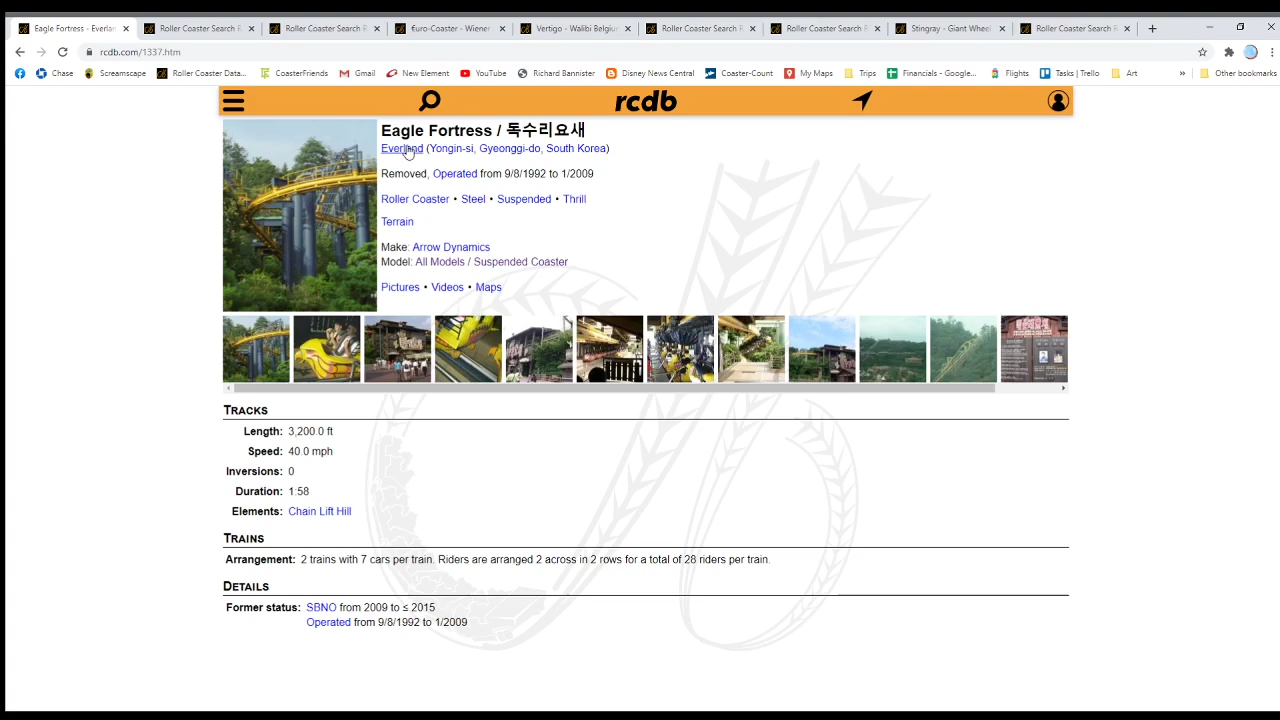 Eagle Fortress - Everlan
Roller Coaster Search R
Roller Coaster Search R
€uro-Coaster - Wiener
Vertigo - Walibi Belgiu
Roller Coaster Search R
Roller Coaster Search R
Stingray - Giant Wheel
Roller Coaster Search R
rcdb.com/1337.htm
Chase
Screamscape
Roller Coaster Data...
CoasterFriends
Gmail
New Element
YouTube
Richard Bannister
Disney News Central
Coaster-Count
My Maps
Trips
Financials - Google...
Flights
Tasks | Trello
Art
»
Other bookmarks
rcdb
Eagle Fortress / 독수리요새
Everland (Yongin-si, Gyeonggi-do, South Korea)
Removed, Operated from 9/8/1992 to 1/2009
Roller Coaster • Steel • Suspended • Thrill
Terrain
Make: Arrow Dynamics
Model: All Models / Suspended Coaster
Pictures • Videos • Maps
TRACKS
Length: 3,200.0 ft
Speed: 40.0 mph
Inversions: 0
Duration: 1:58
Elements: Chain Lift Hill
TRAINS
Arrangement: 2 trains with 7 cars per train. Riders are arranged 2 across in 2 rows for a total of 28 riders per train.
DETAILS
Former status: SBNO from 2009 to ≤ 2015
Operated from 9/8/1992 to 1/2009